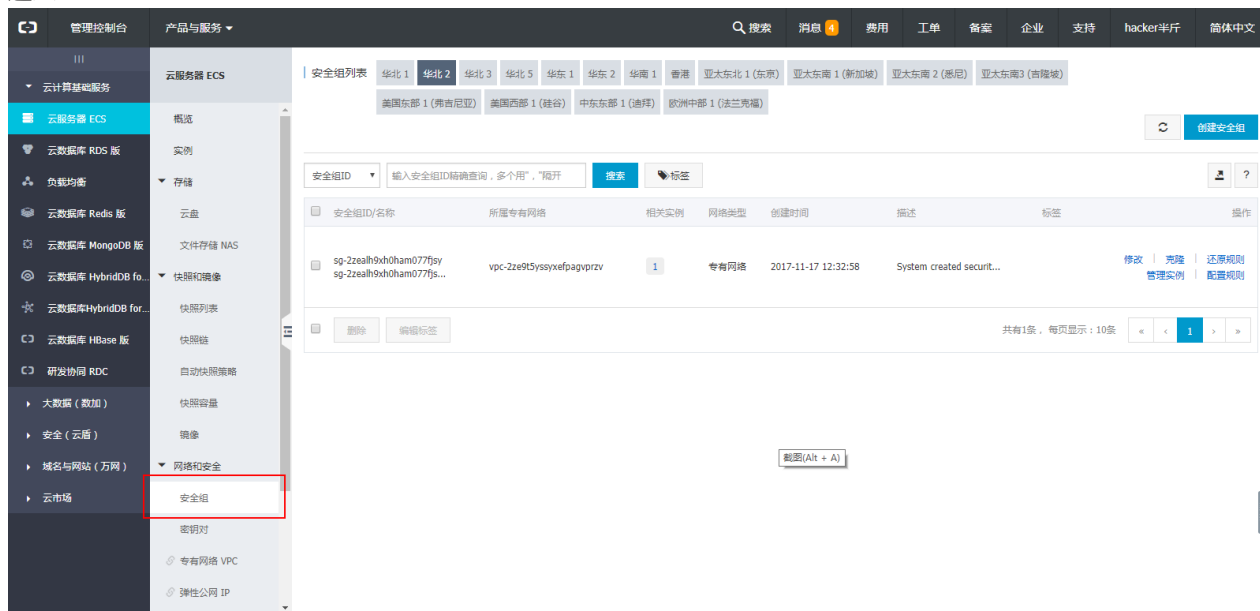 管理控制台 产品与服务 搜索 消息 4 费用 工单 备案 企业 支持 hacker半斤 简体中文
云计算基础服务
云服务器 ECS
云数据库 RDS 版
负载均衡
云数据库 Redis 版
云数据库 MongoDB 版
云数据库 HybridDB fo...
云数据库HybridDB for...
云数据库 HBase 版
研发协同 RDC
大数据 ( 数加 )
安全 ( 云盾 )
域名与网站 ( 万网 )
云市场
云服务器 ECS
概览
实例
存储
云盘
文件存储 NAS
快照和镜像
快照列表
快照链
自动快照策略
快照容量
镜像
网络和安全
安全组
密钥对
专有网络 VPC
弹性公网 IP
安全组列表 华北 1 华北 2 华北 3 华北 5 华东 1 华东 2 华南 1 香港 亚太东北 1 (东京) 亚太东南 1 (新加坡) 亚太东南 2 (悉尼) 亚太东南3 (吉隆坡)
美国东部 1 (弗吉尼亚) 美国西部 1 (硅谷) 中东东部 1 (迪拜) 欧洲中部 1 (法兰克福)
创建安全组
安全组ID 输入安全组ID精确查询，多个用","隔开 搜索 标签 ?
安全组ID/名称 所属专有网络 相关实例 网络类型 创建时间 描述 标签 操作
sg-2zealh9xh0ham077fjsy
sg-2zealh9xh0ham077fjs...
vpc-2ze9t5yssyxefpagvprzv 1 专有网络 2017-11-17 12:32:58 System created securit...
修改 | 克隆 | 还原规则
管理实例 | 配置规则
删除 编辑标签 共有1条，每页显示：10条 « ‹ 1 › »
截图(Alt + A)